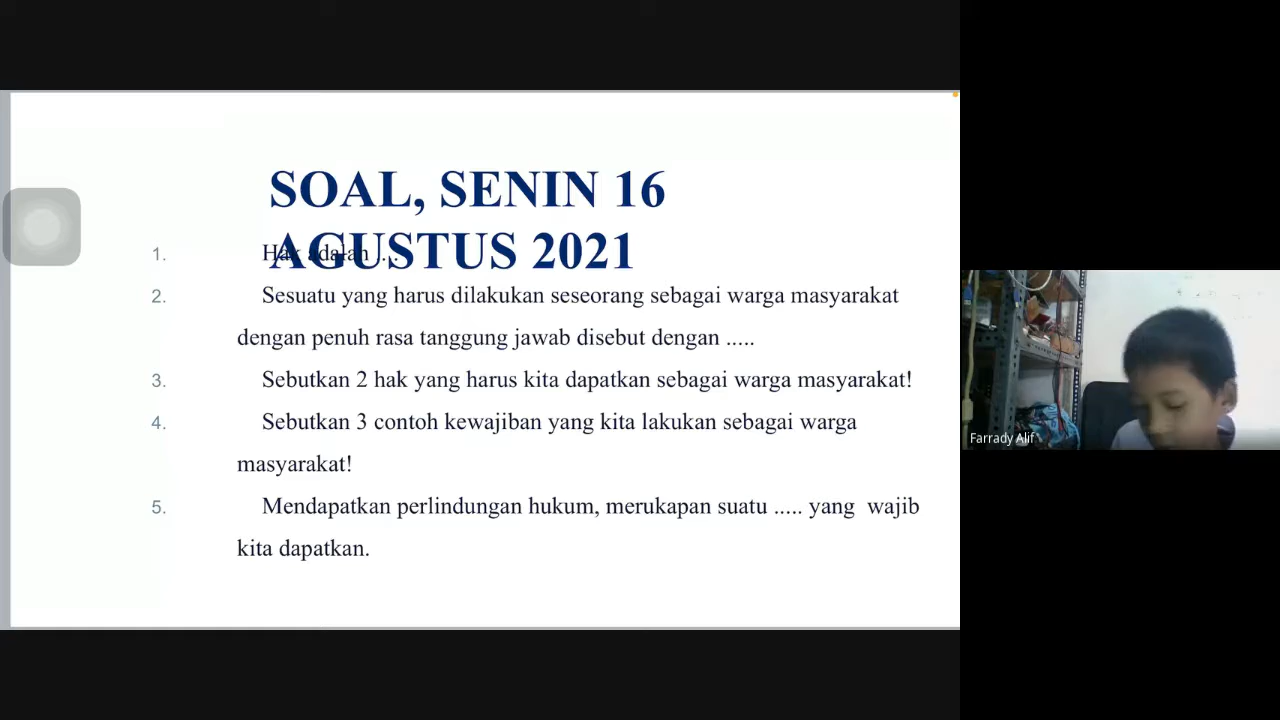 SOAL, SENIN 16
AGUSTUS 2021
1. Hak adalah ...
2. Sesuatu yang harus dilakukan seseorang sebagai warga masyarakat
dengan penuh rasa tanggung jawab disebut dengan .....
3. Sebutkan 2 hak yang harus kita dapatkan sebagai warga masyarakat!
4. Sebutkan 3 contoh kewajiban yang kita lakukan sebagai warga
masyarakat!
5. Mendapatkan perlindungan hukum, merukapan suatu ..... yang  wajib
kita dapatkan.
Farrady Alif